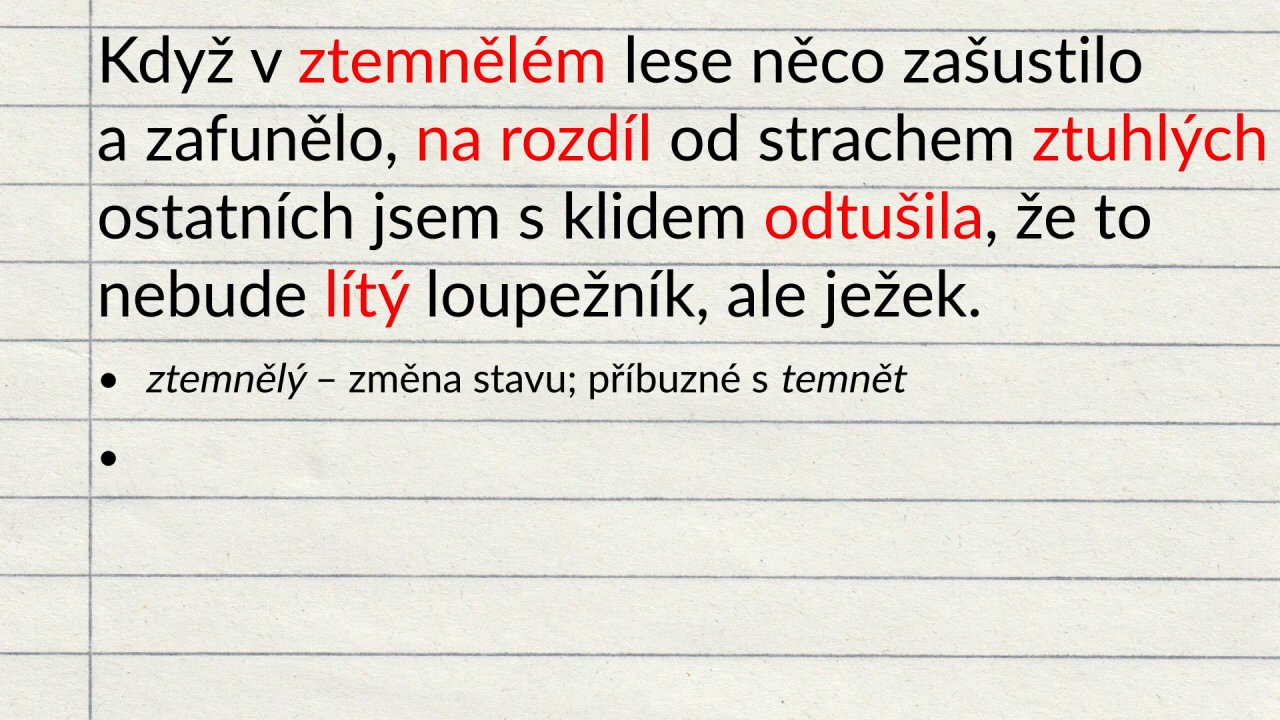 Když v ztemnělém lese něco zašustilo
a zafunělo, na rozdíl od strachem ztuhlých
ostatních jsem s klidem odtušila, že to
nebude lítý loupežník, ale ježek.
• ztemnělý – změna stavu; příbuzné s temnět
•